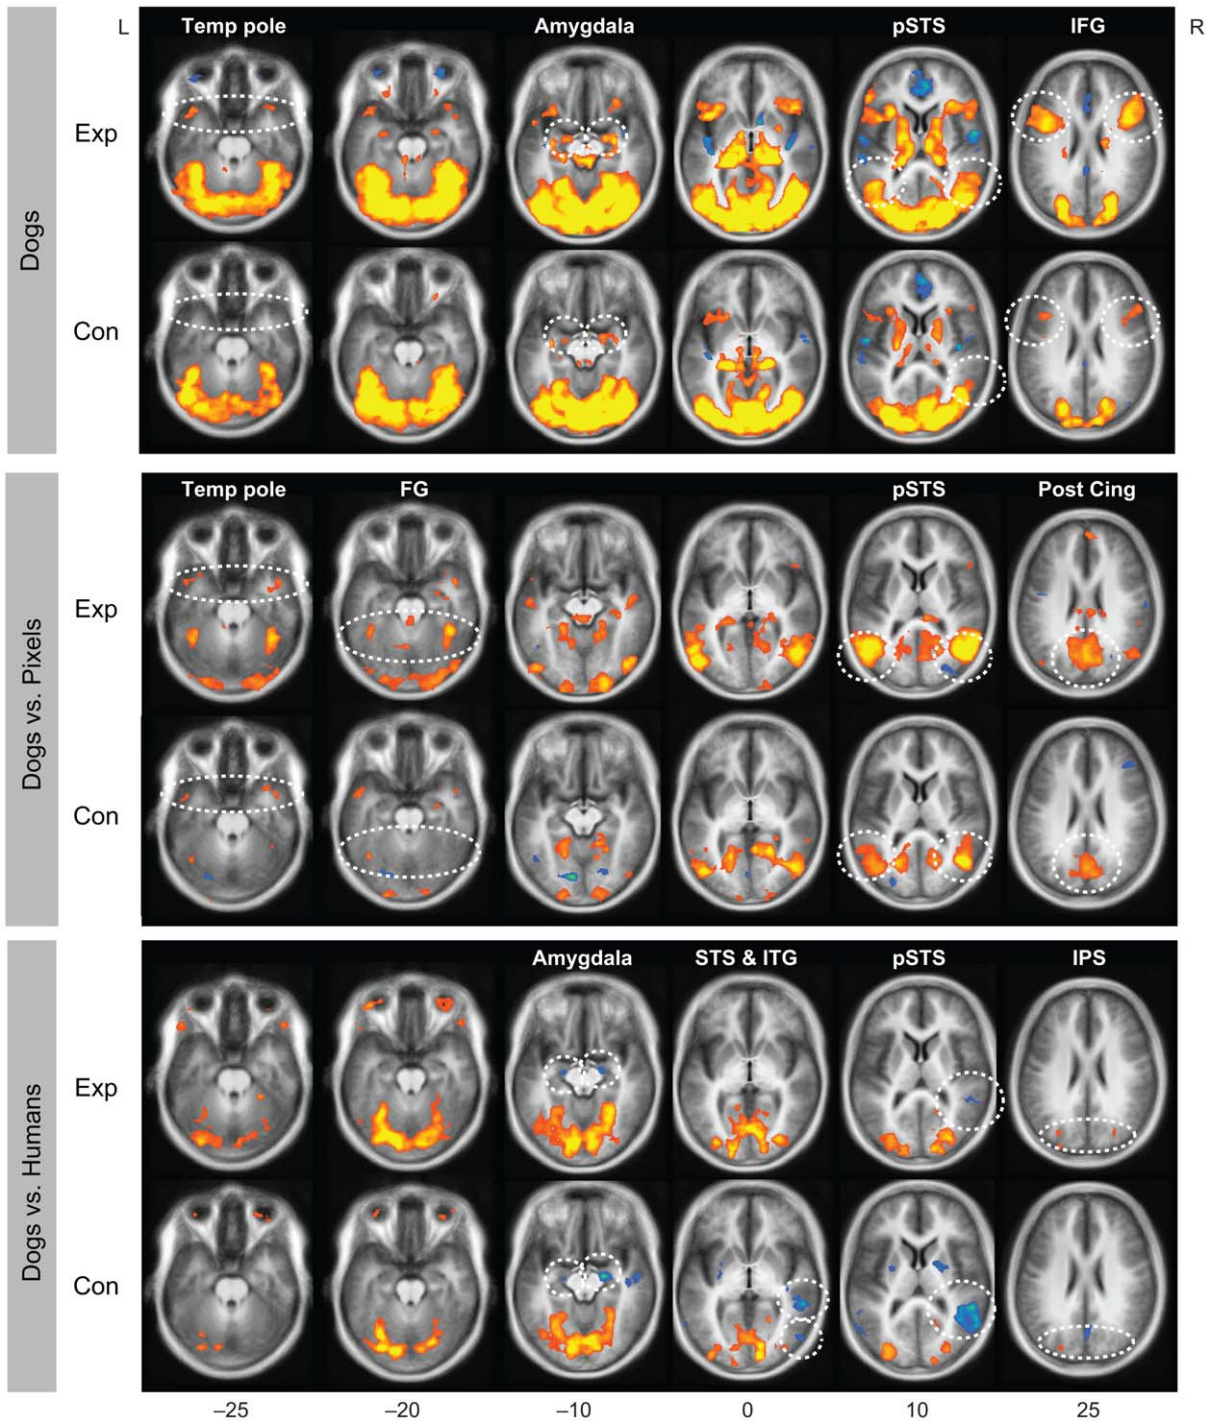 L R
Temp pole Amygdala pSTS IFG
Dogs
Exp
Con
Temp pole FG pSTS Post Cing
Dogs vs. Pixels
Exp
Con
Amygdala STS & ITG pSTS IPS
Dogs vs. Humans
Exp
Con
–25 –20 –10 0 10 25